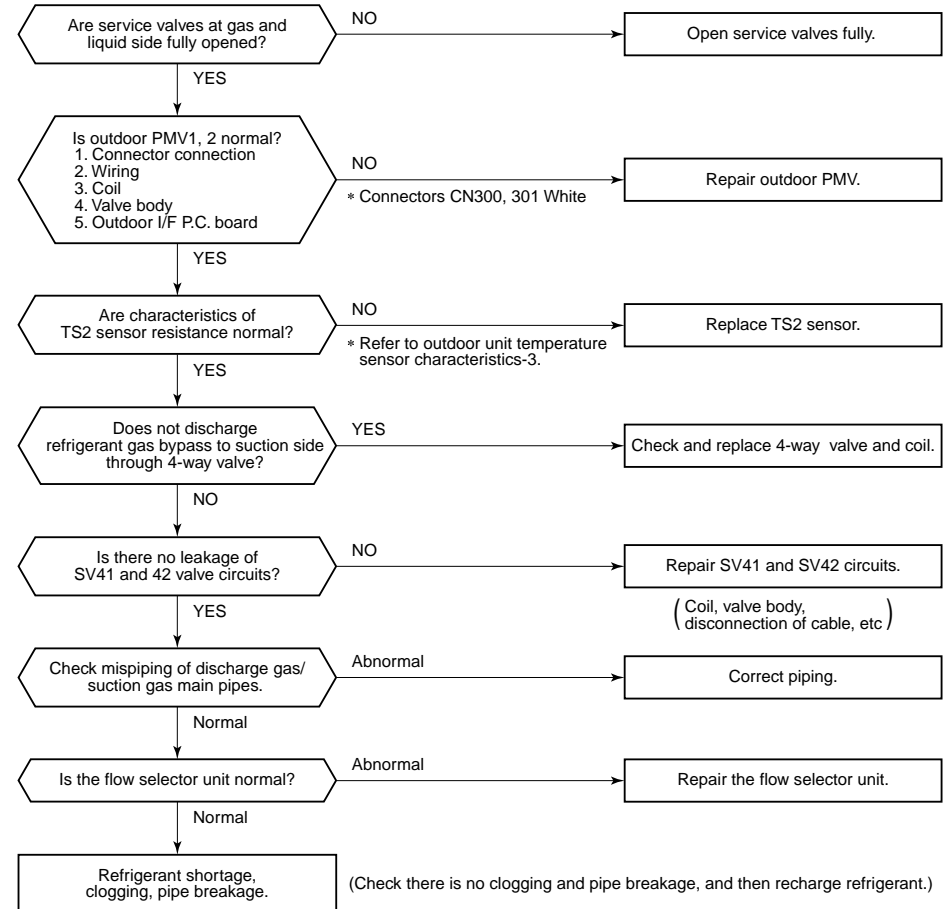 Are service valves at gas and
liquid side fully opened?
NO
Open service valves fully.
YES
Is outdoor PMV1, 2 normal?
1. Connector connection
2. Wiring
3. Coil
4. Valve body
5. Outdoor I/F P.C. board
NO
* Connectors CN300, 301 White
Repair outdoor PMV.
YES
Are characteristics of
TS2 sensor resistance normal?
NO
* Refer to outdoor unit temperature
sensor characteristics-3.
Replace TS2 sensor.
YES
Does not discharge
refrigerant gas bypass to suction side
through 4-way valve?
YES
Check and replace 4-way valve and coil.
NO
Is there no leakage of
SV41 and 42 valve circuits?
NO
Repair SV41 and SV42 circuits.
(Coil, valve body,
disconnection of cable, etc)
YES
Check mispiping of discharge gas/
suction gas main pipes.
Abnormal
Correct piping.
Normal
Is the flow selector unit normal?
Abnormal
Repair the flow selector unit.
Normal
Refrigerant shortage,
clogging, pipe breakage.
(Check there is no clogging and pipe breakage, and then recharge refrigerant.)